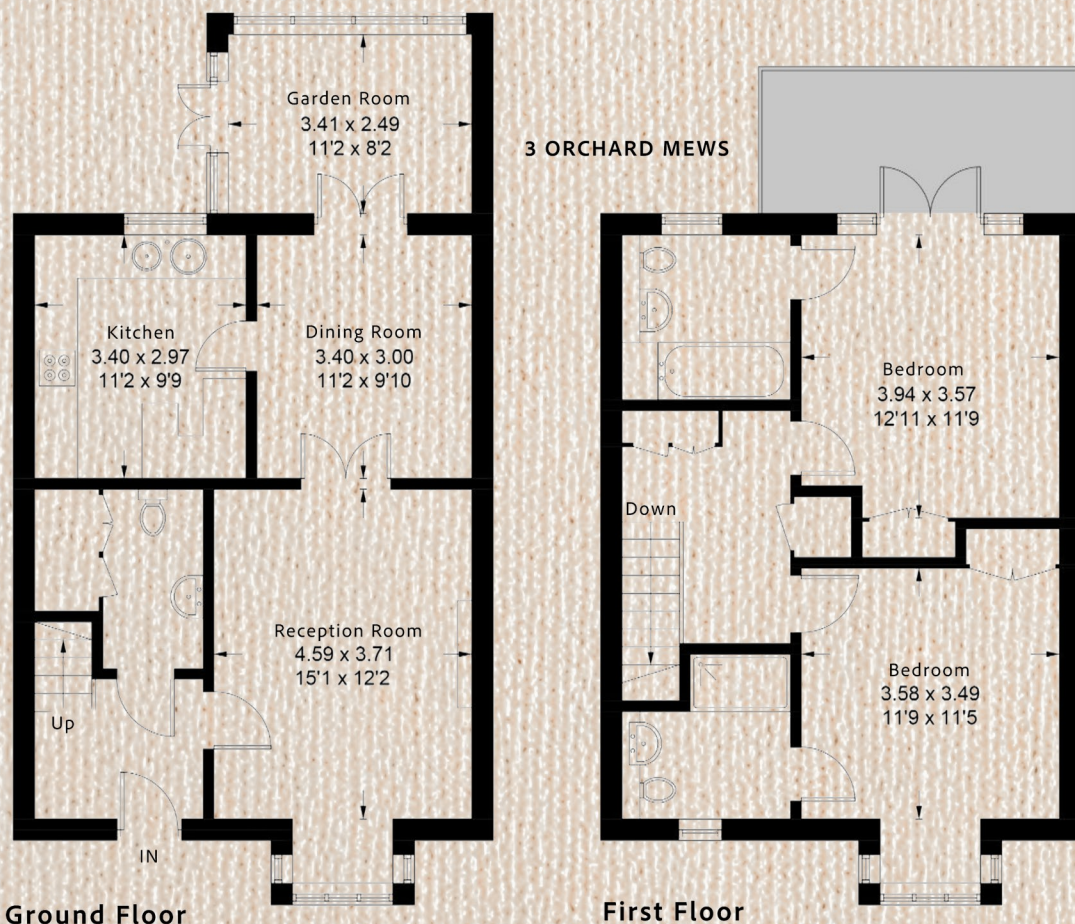 Garden Room
3.41 x 2.49
11'2 x 8'2
3 ORCHARD MEWS
Kitchen
3.40 x 2.97
11'2 x 9'9
Dining Room
3.40 x 3.00
11'2 x 9'10
Reception Room
4.59 x 3.71
15'1 x 12'2
Up
IN
Ground Floor
Bedroom
3.94 x 3.57
12'11 x 11'9
Down
Bedroom
3.58 x 3.49
11'9 x 11'5
First Floor